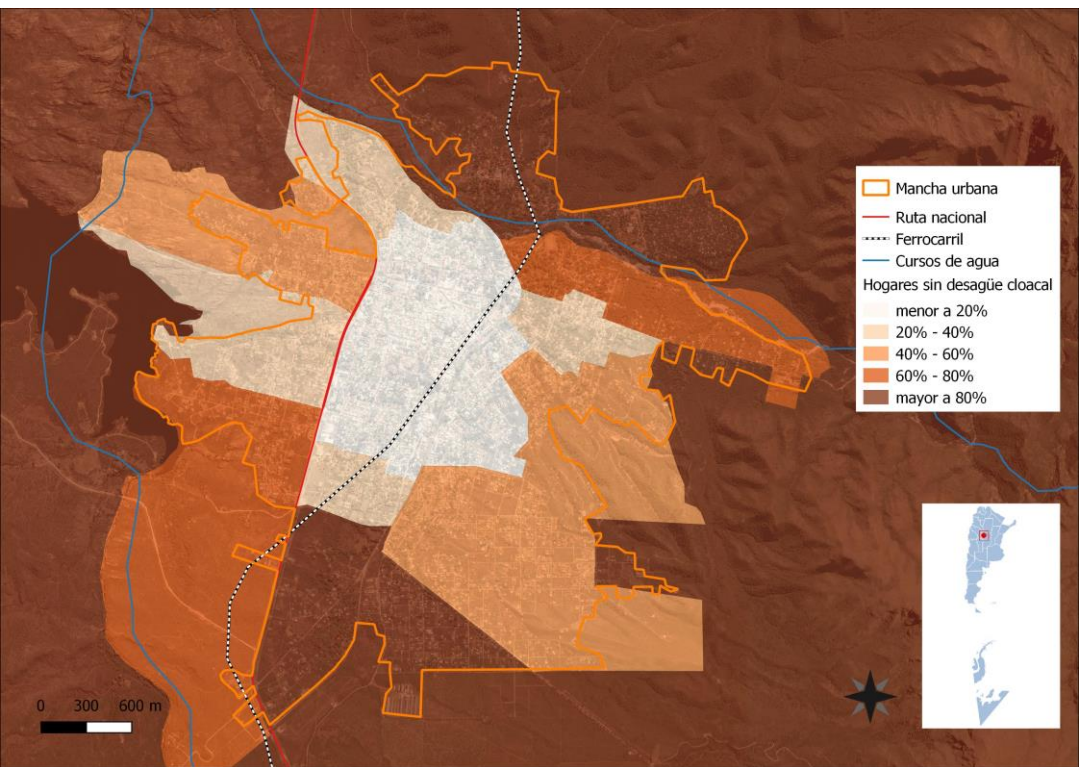 Mancha urbana
Ruta nacional
Ferrocarril
Cursos de agua
Hogares sin desagüe cloacal
menor a 20%
20% - 40%
40% - 60%
60% - 80%
mayor a 80%
0 300 600 m